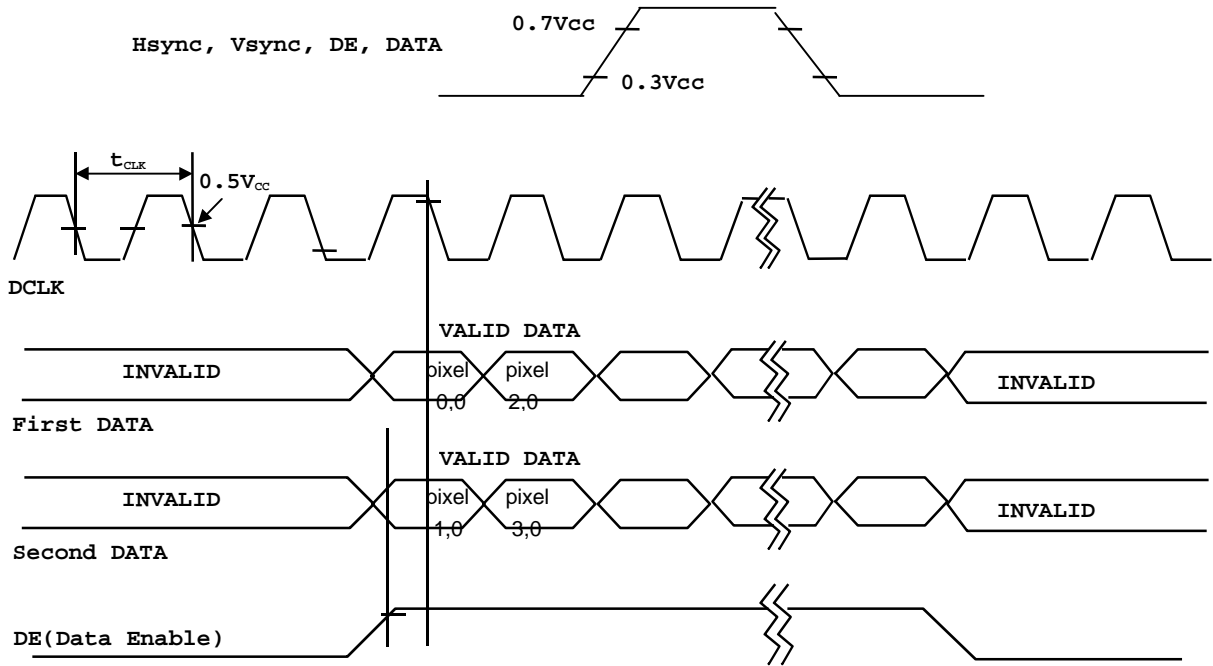 0.7Vcc
Hsync, Vsync, DE, DATA
0.3Vcc
tCLK
0.5VCC
DCLK
VALID DATA
INVALID
pixel
0,0
pixel
2,0
INVALID
First DATA
VALID DATA
INVALID
pixel
1,0
pixel
3,0
INVALID
Second DATA
DE(Data Enable)